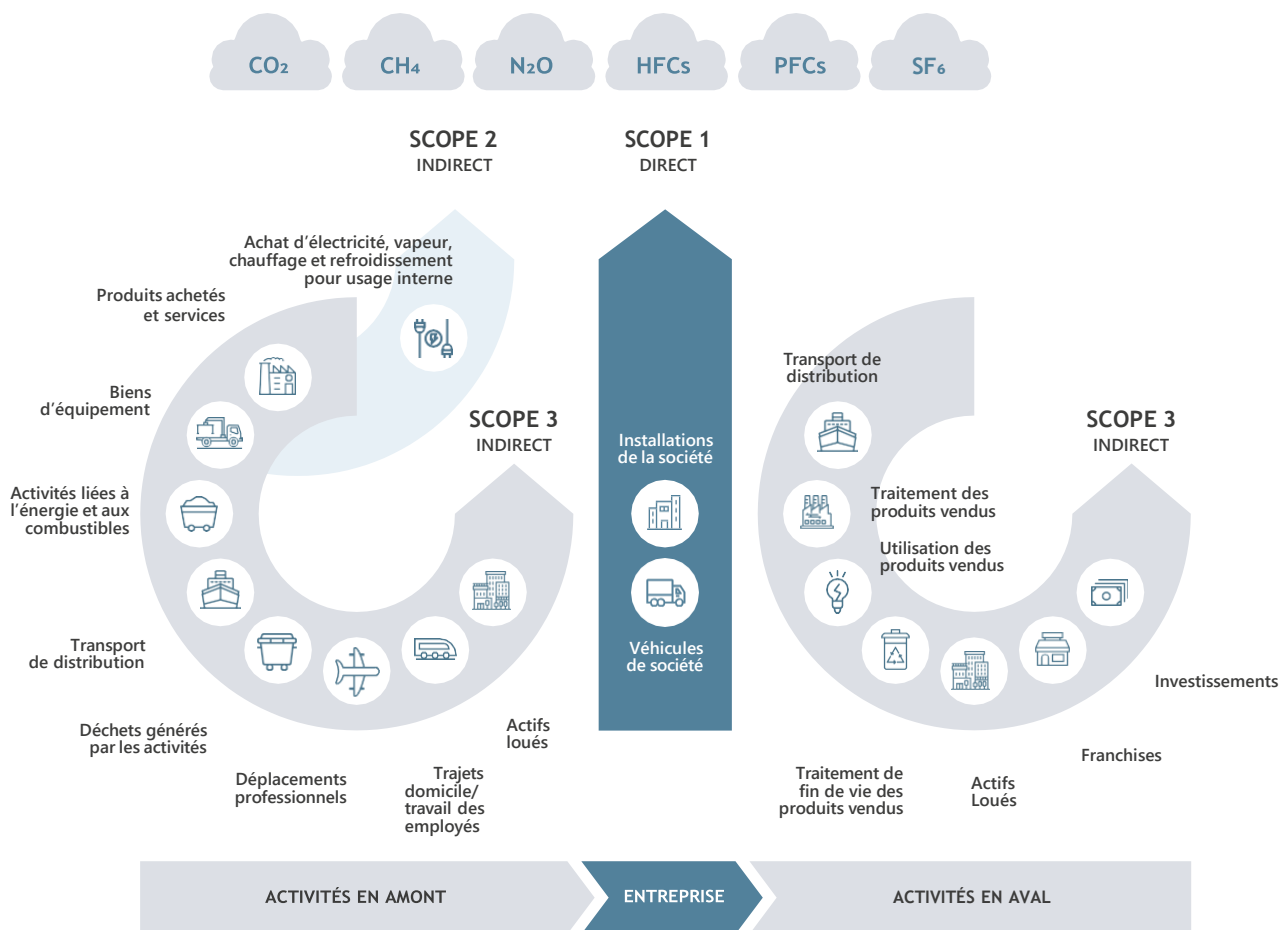 CO₂
CH₄
N₂O
HFCs
PFCs
SF₆
SCOPE 2
INDIRECT
SCOPE 1
DIRECT
Achat d’électricité, vapeur,
chauffage et refroidissement
pour usage interne
Produits achetés
et services
Biens
d’équipement
Activités liées à
l’énergie et aux
combustibles
Transport
de distribution
Déchets générés
par les activités
Déplacements
professionnels
Trajets
domicile/
travail des
employés
Actifs
loués
SCOPE 3
INDIRECT
Installations
de la société
Véhicules
de société
Transport de
distribution
Traitement des
produits vendus
Utilisation des
produits vendus
Traitement de
fin de vie des
produits vendus
Actifs
Loués
Franchises
Investissements
SCOPE 3
INDIRECT
ACTIVITÉS EN AMONT
ENTREPRISE
ACTIVITÉS EN AVAL